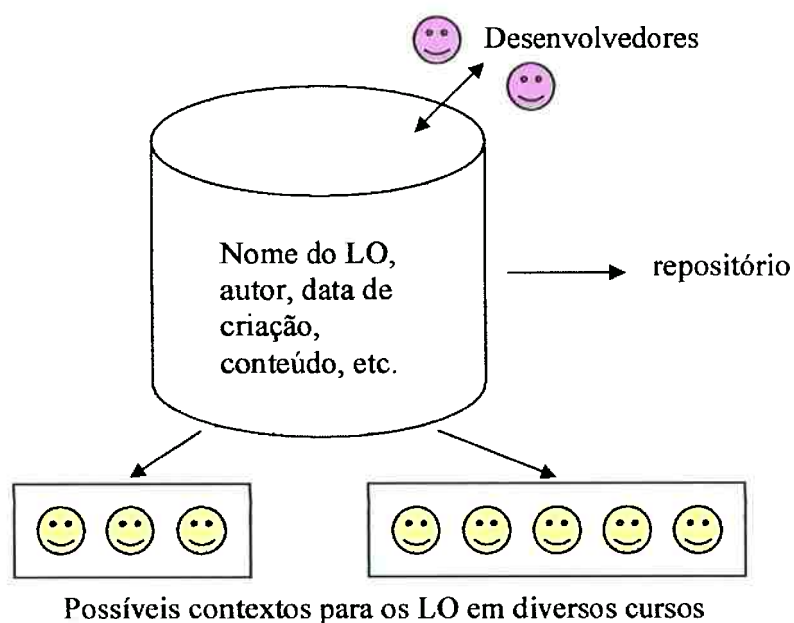 Desenvolvedores
Nome do LO,
autor, data de
criação,
conteúdo, etc.
repositório
Possíveis contextos para os LO em diversos cursos